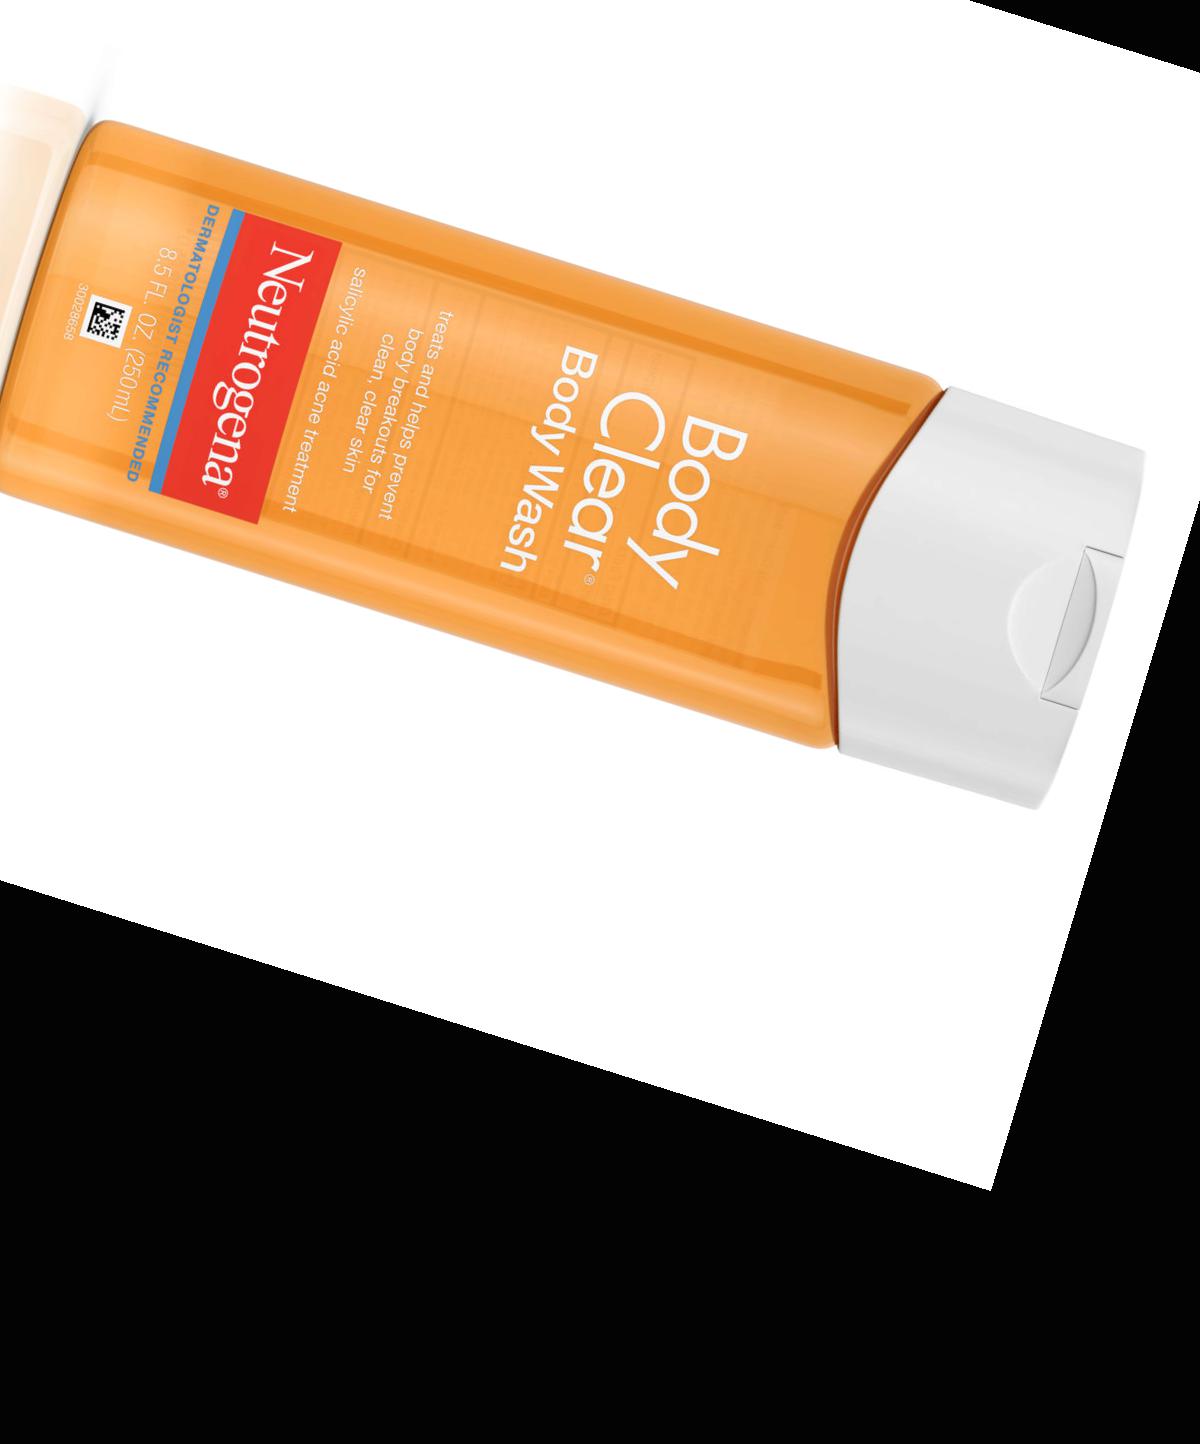 Body
Clear®
Body Wash
treats and helps prevent
body breakouts for
clean, clear skin
salicylic acid acne treatment
Neutrogena®
DERMATOLOGIST RECOMMENDED
8.5 FL. OZ. (250mL)
30028658